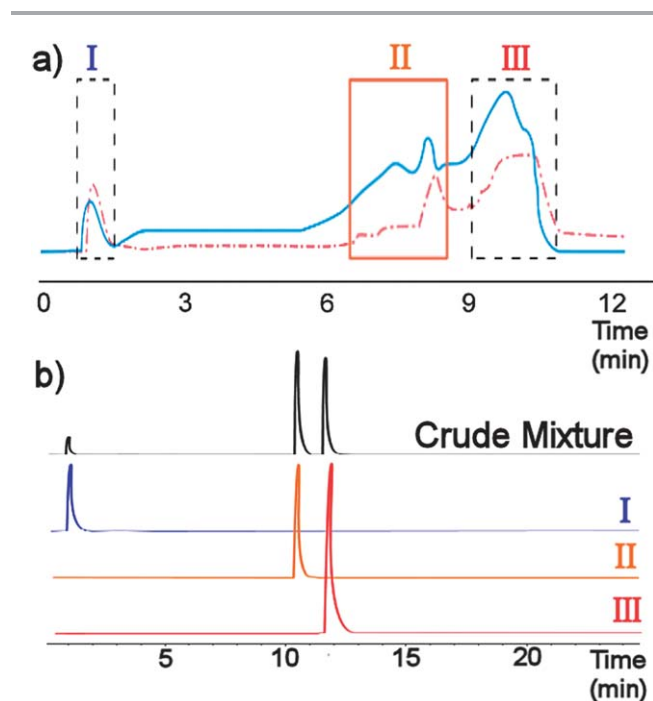 a) I II III
0 3 6 9 12
Time
(min)
b)
Crude Mixture
I
II
III
5 10 15 20 Time
(min)